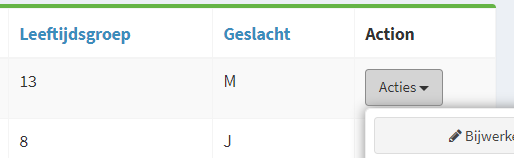 Leeftijdsgroep Geslacht Action
13 M Acties
8 J